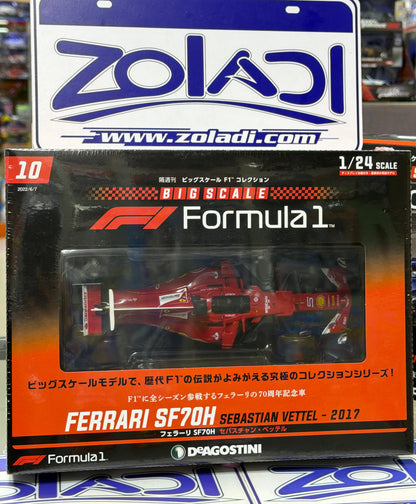 ZOLADI
www.zoladi.com
10
2022/6/7
隔週刊 ビッグスケール F1™ コレクション
BIG SCALE
1/24 SCALE
F1 Formula 1™
5
ビッグスケールモデルで、歴代F1®の伝説がよみがえる究極のコレクションシリーズ!
F1™に全シーズン参戦するフェラーリの70周年記念車
FERRARI SF70H SEBASTIAN VETTEL - 2017
フェラーリ SF70H セバスチャン・ベッテル
F1 Formula 1
DEAGOSTINI